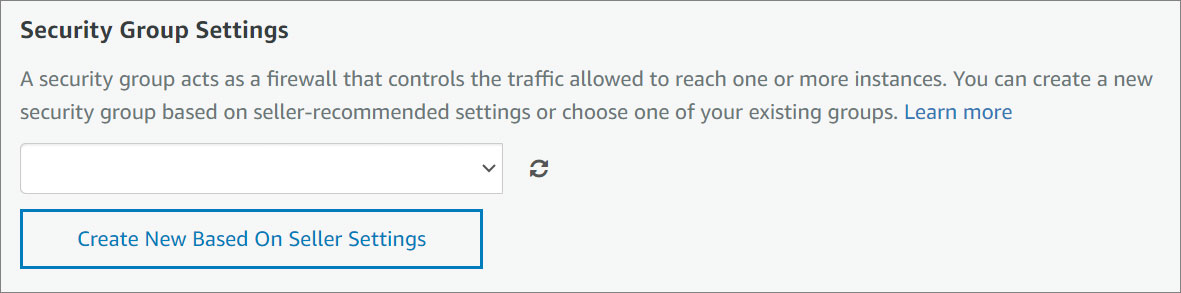 Security Group Settings
A security group acts as a firewall that controls the traffic allowed to reach one or more instances. You can create a new
security group based on seller-recommended settings or choose one of your existing groups. Learn more
Create New Based On Seller Settings